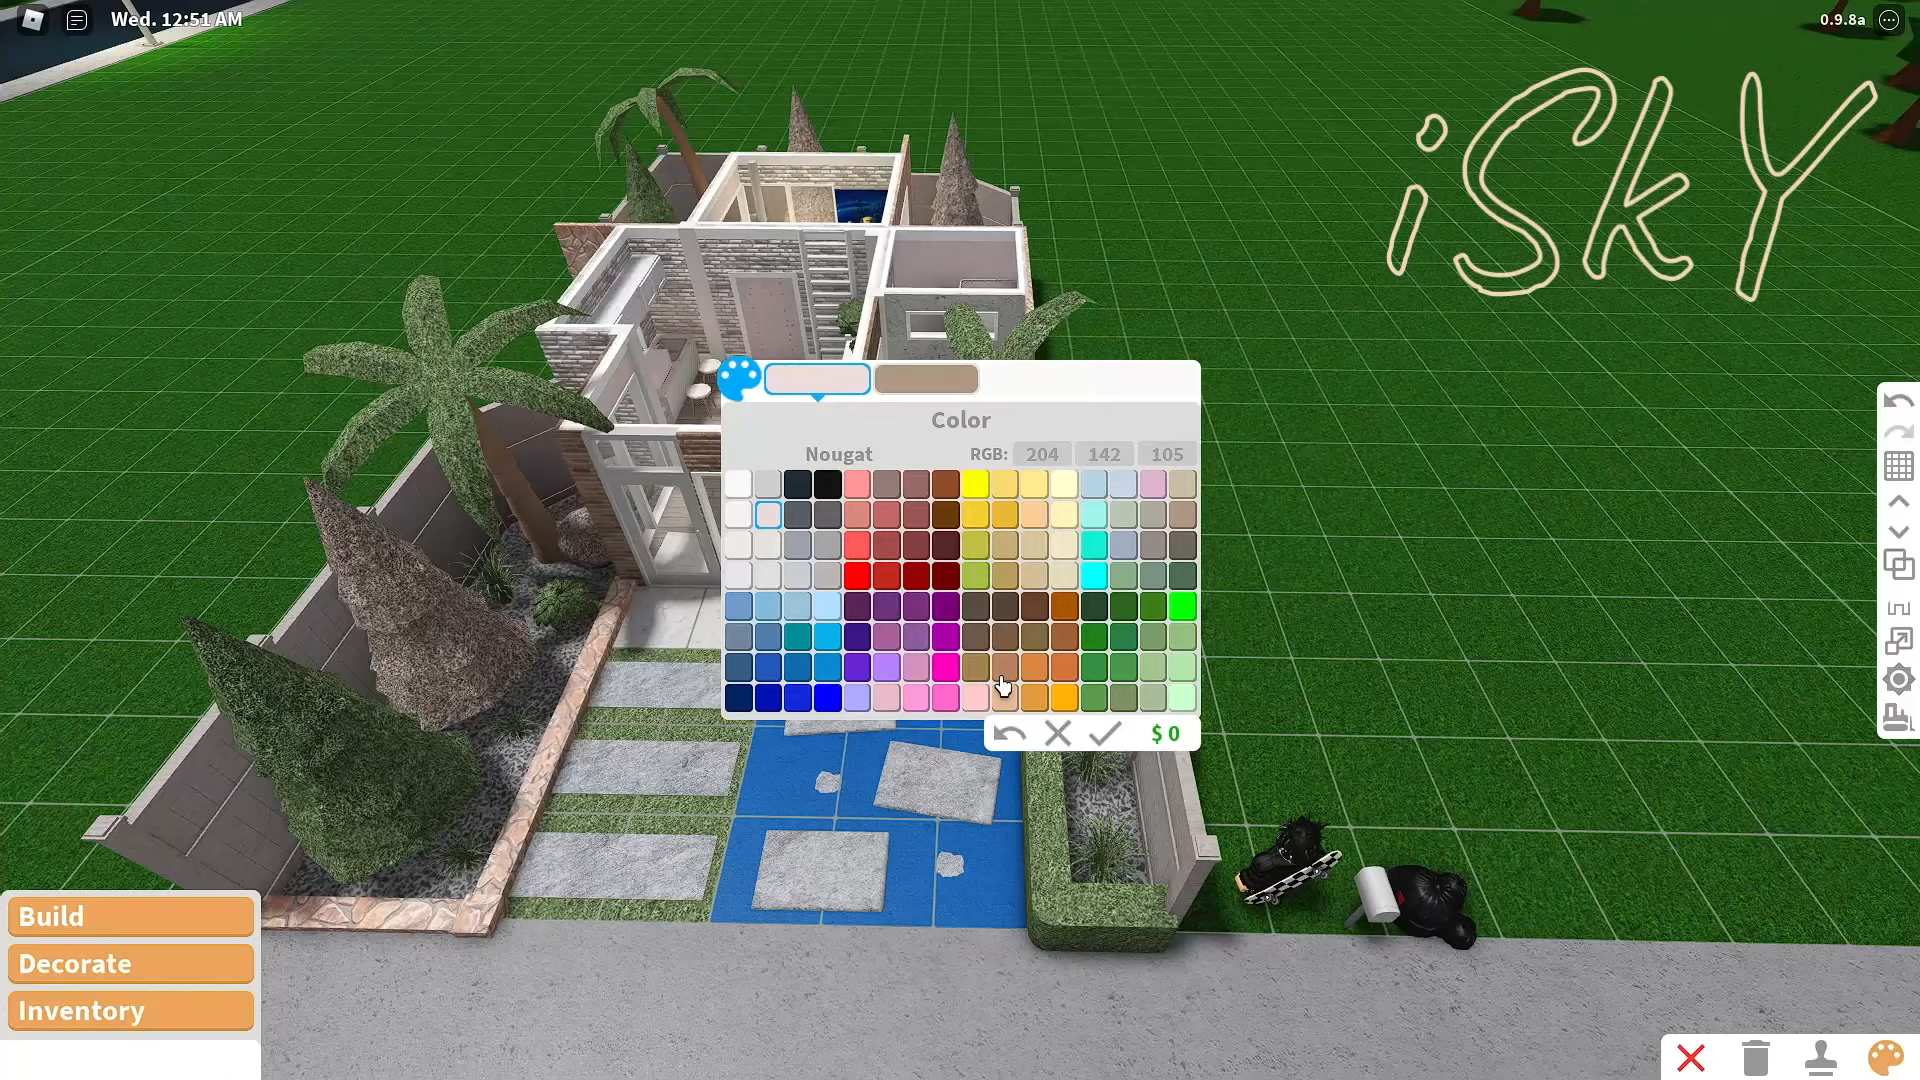 Wed. 12:51 AM
0.9.8a
iSkY
Color
Nougat
RGB: 204 142 105
$ 0
Build
Decorate
Inventory